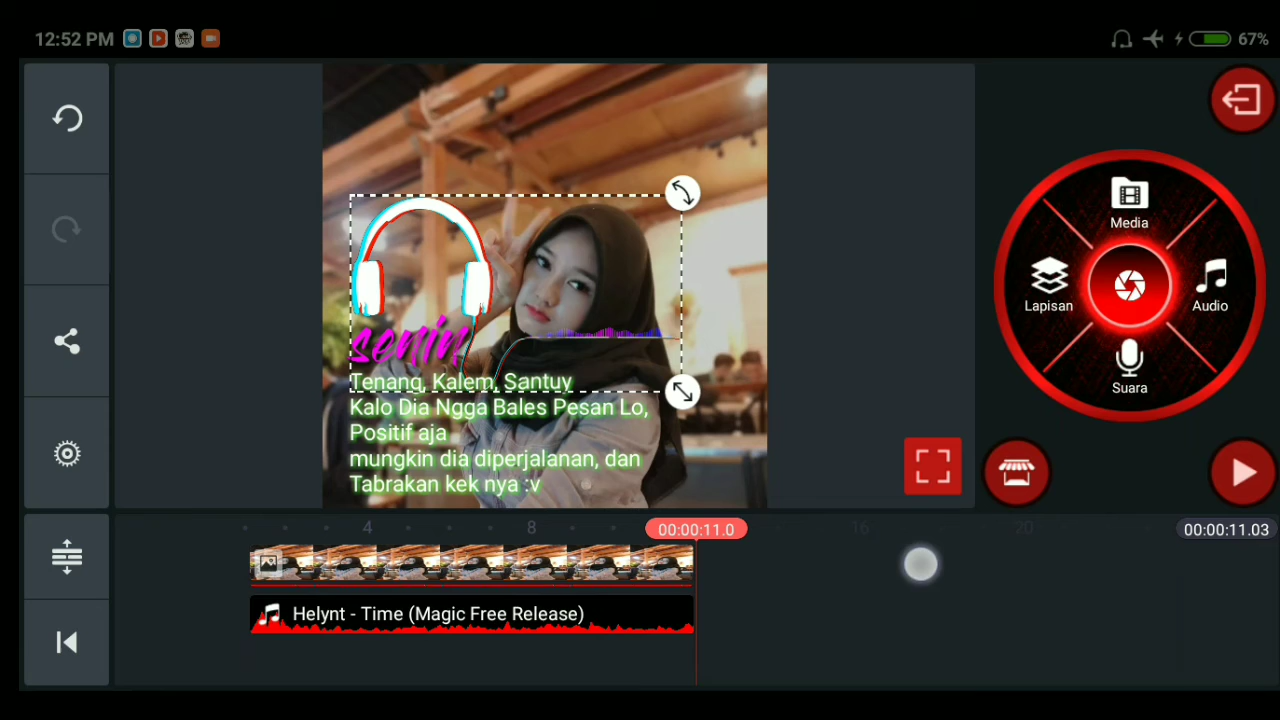 12:52 PM
67%
Media
Lapisan
Audio
Suara
senin
Tenang, Kalem, Santuy
Kalo Dia Ngga Bales Pesan Lo,
Positif aja
mungkin dia diperjalanan, dan
Tabrakan kek nya :v
4
8
00:00:11.0
16
20
00:00:11.03
Helynt - Time (Magic Free Release)